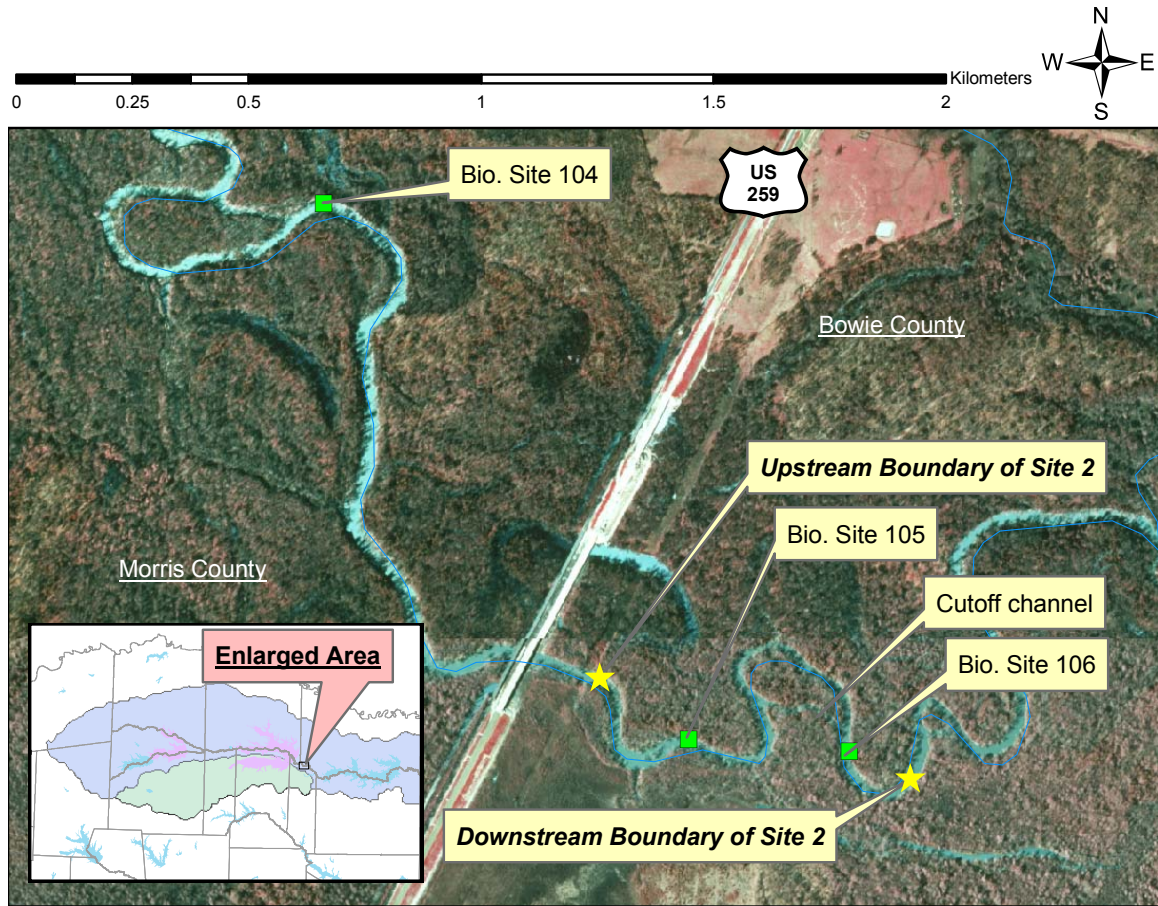 N
W E
S
Kilometers
0 0.25 0.5 1 1.5 2
Bio. Site 104
US
259
Bowie County
Upstream Boundary of Site 2
Bio. Site 105
Morris County
Cutoff channel
Enlarged Area
Bio. Site 106
Downstream Boundary of Site 2